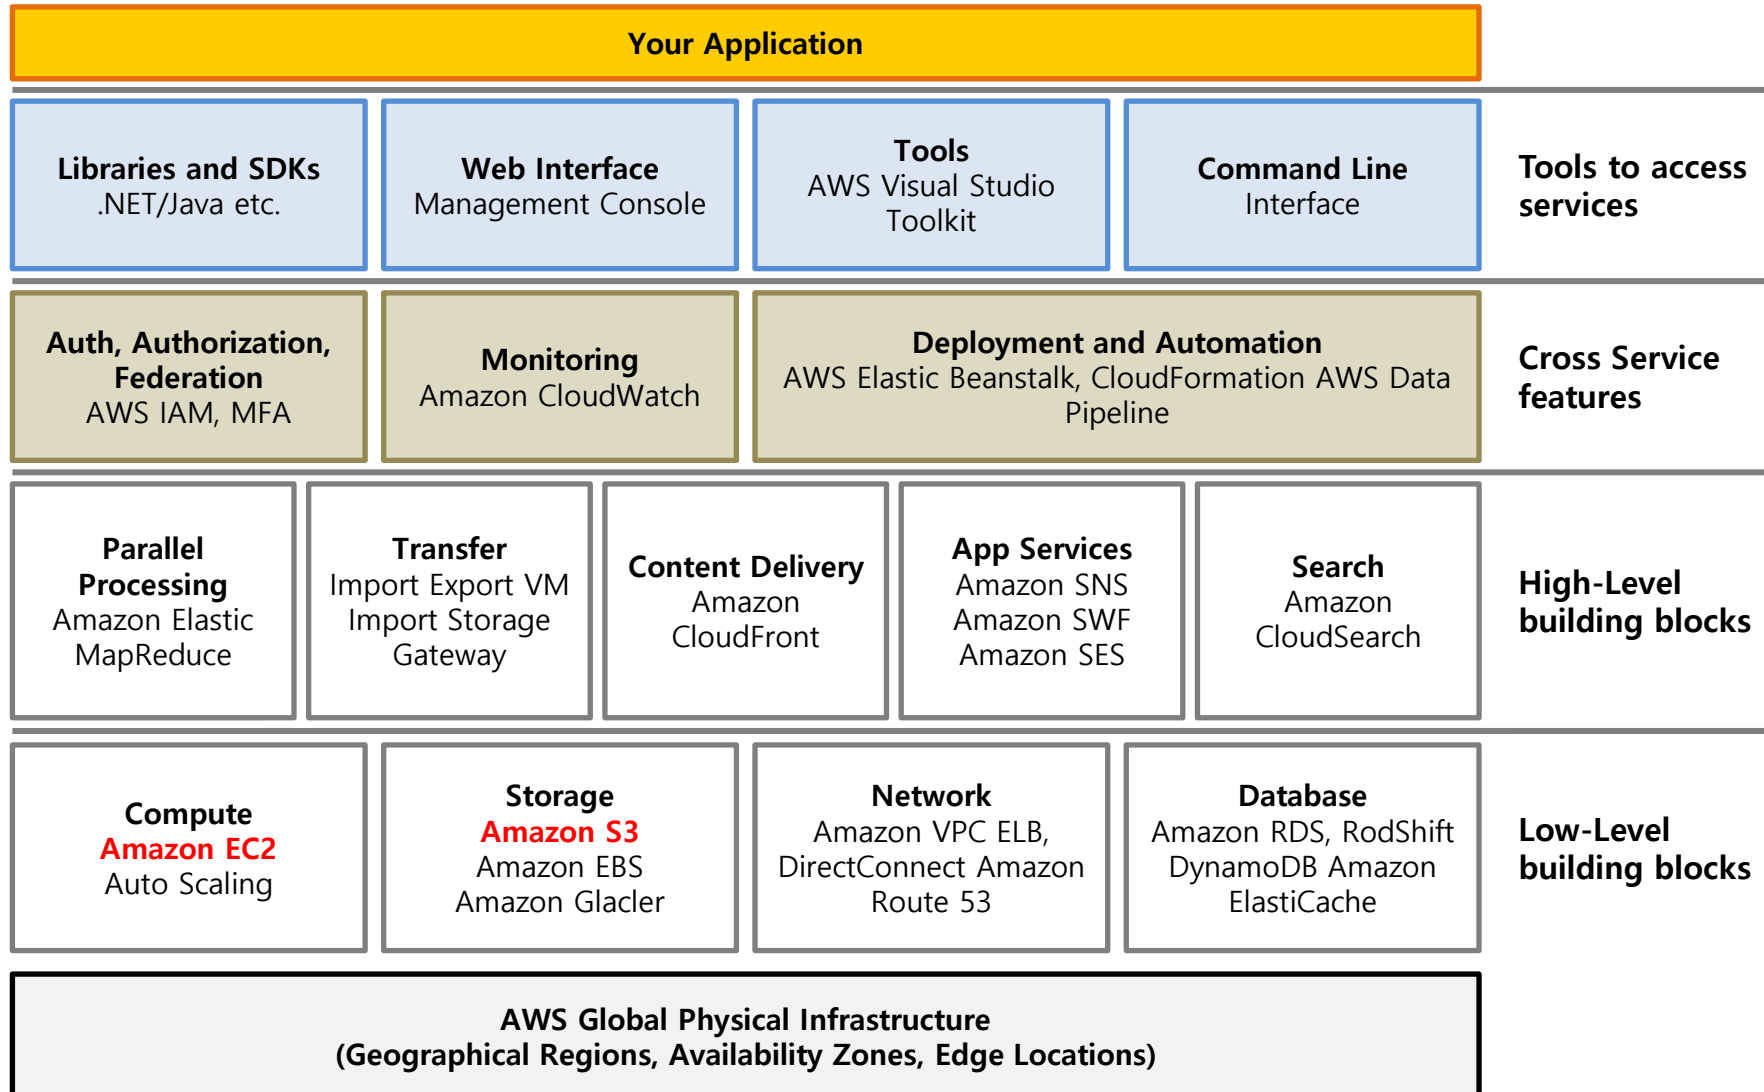 Your Application
Libraries and SDKs
.NET/Java etc.
Web Interface
Management Console
Tools
AWS Visual Studio
Toolkit
Command Line
Interface
Tools to access
services
Auth, Authorization,
Federation
AWS IAM, MFA
Monitoring
Amazon CloudWatch
Deployment and Automation
AWS Elastic Beanstalk, CloudFormation AWS Data
Pipeline
Cross Service
features
Parallel
Processing
Amazon Elastic
MapReduce
Transfer
Import Export VM
Import Storage
Gateway
Content Delivery
Amazon
CloudFront
App Services
Amazon SNS
Amazon SWF
Amazon SES
Search
Amazon
CloudSearch
High-Level
building blocks
Compute
Amazon EC2
Auto Scaling
Storage
Amazon S3
Amazon EBS
Amazon Glacler
Network
Amazon VPC ELB,
DirectConnect Amazon
Route 53
Database
Amazon RDS, RodShift
DynamoDB Amazon
ElastiCache
Low-Level
building blocks
AWS Global Physical Infrastructure
(Geographical Regions, Availability Zones, Edge Locations)